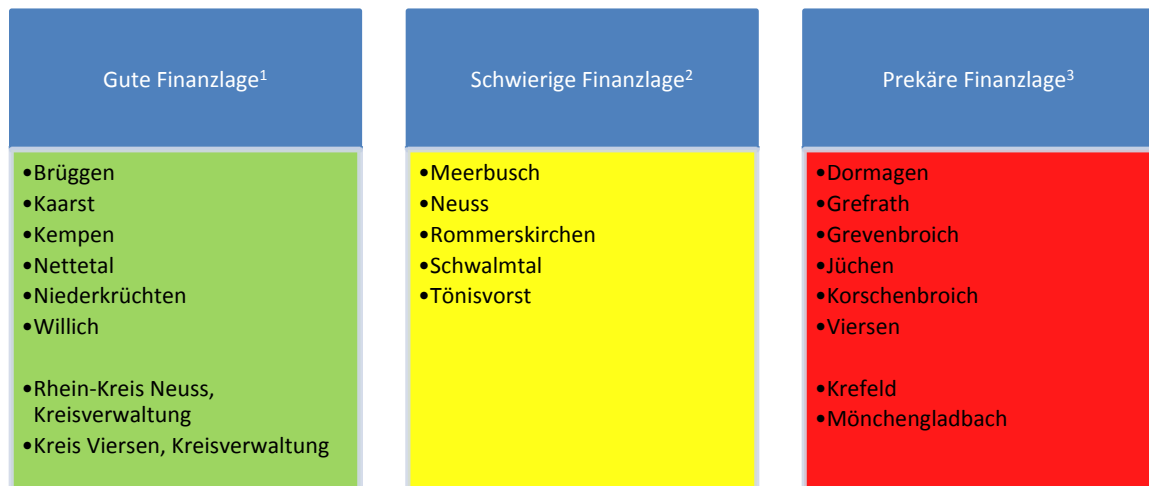 Gute Finanzlage¹
•Brüggen
•Kaarst
•Kempen
•Nettetal
•Niederkrüchten
•Willich
•Rhein-Kreis Neuss,
Kreisverwaltung
•Kreis Viersen, Kreisverwaltung
Schwierige Finanzlage²
•Meerbusch
•Neuss
•Rommerskirchen
•Schwalmtal
•Tönisvorst
Prekäre Finanzlage³
•Dormagen
•Grefrath
•Grevenbroich
•Jüchen
•Korschenbroich
•Viersen
•Krefeld
•Mönchengladbach